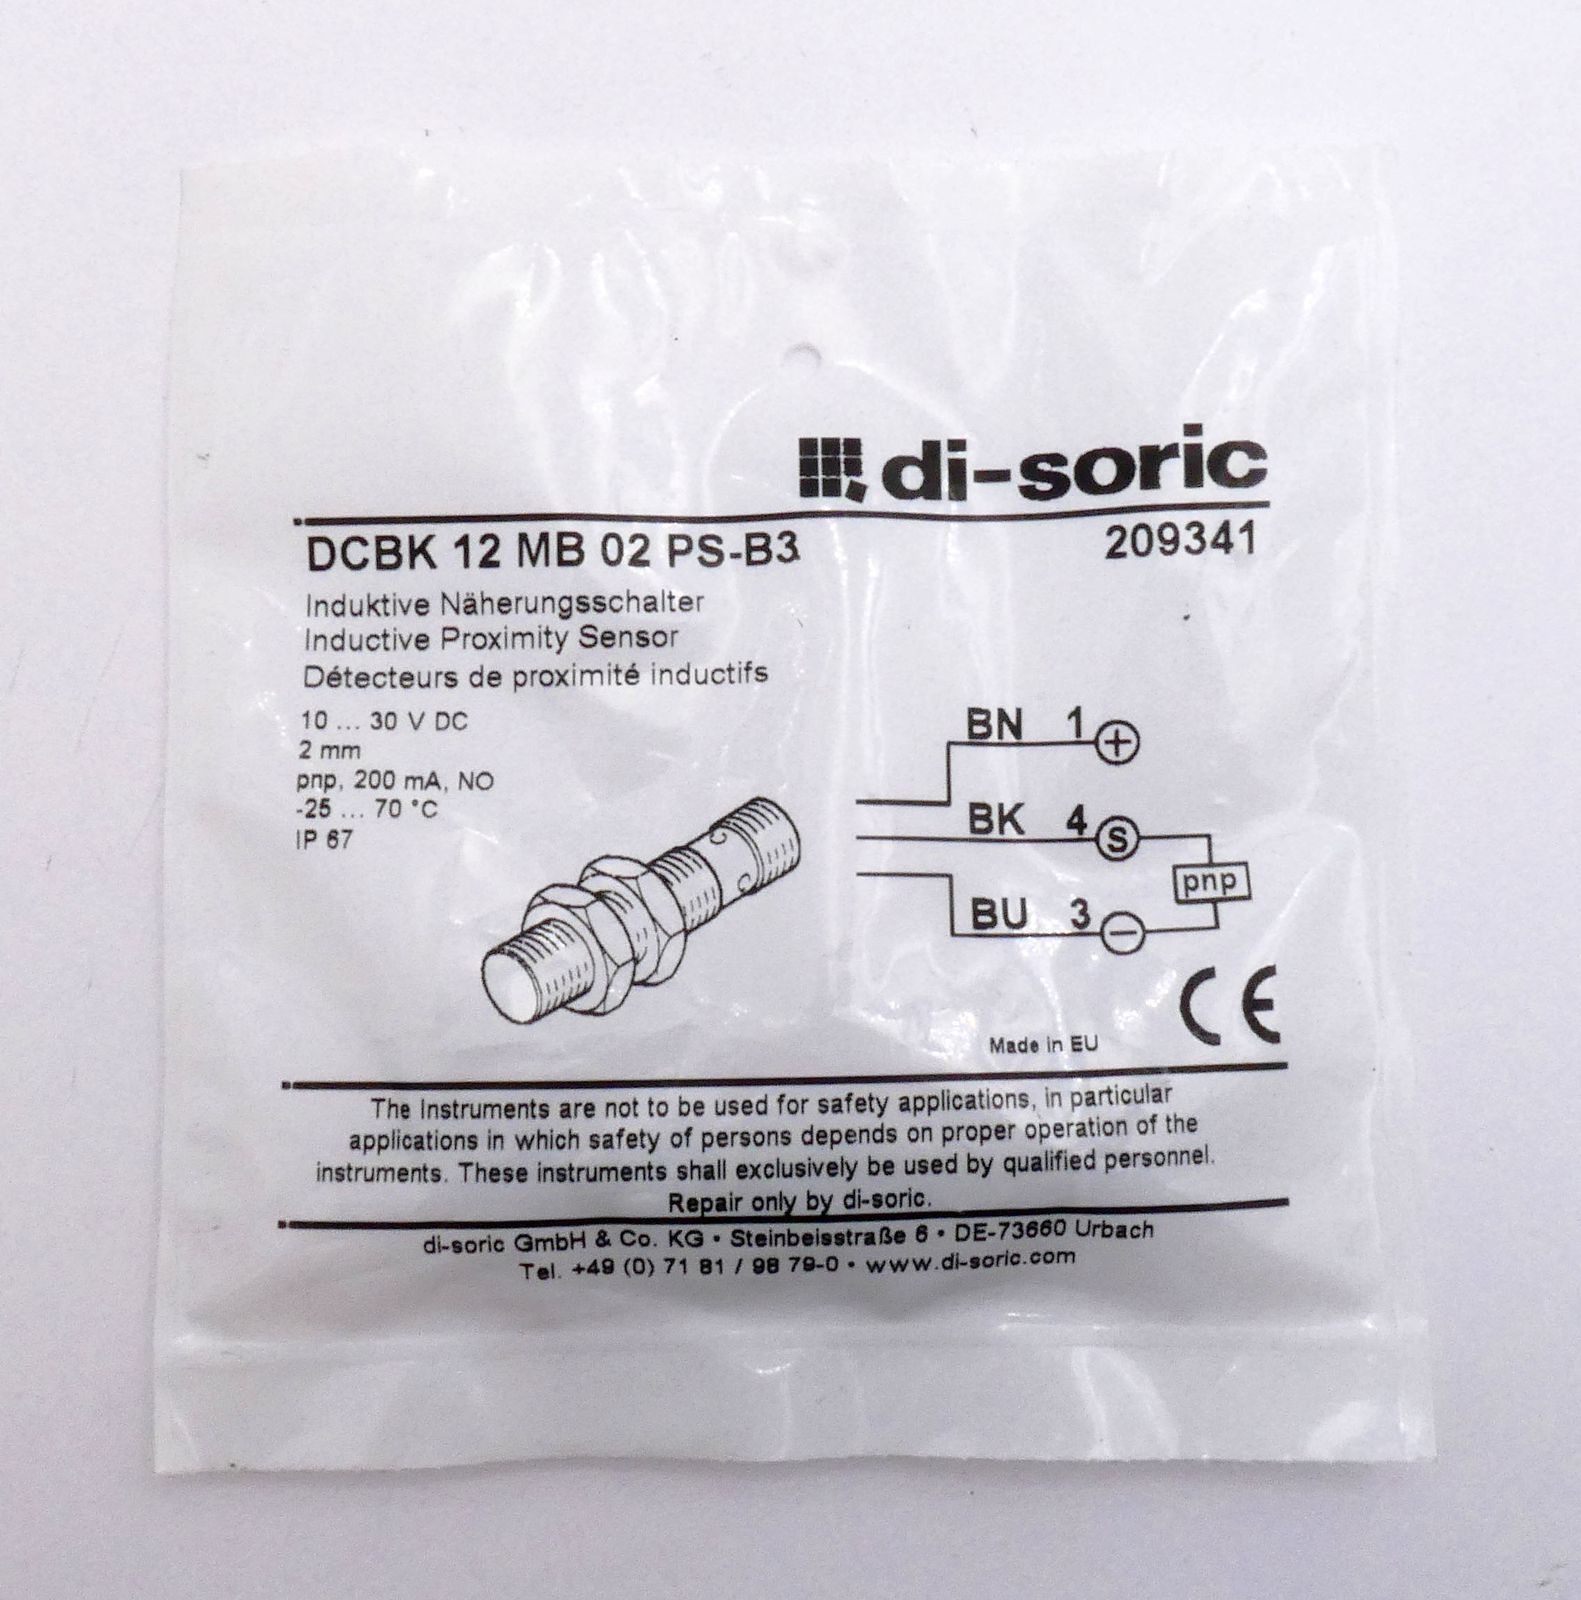 di-soric
DCBK 12 MB 02 PS-B3 209341
Induktive Näherungsschalter
Inductive Proximity Sensor
Détecteurs de proximité inductifs
10 ... 30 V DC
2 mm
pnp, 200 mA, NO
-25 ... 70 °C
IP 67
BN 1 +
BK 4 S
pnp
BU 3 −
CE
Made in EU
The Instruments are not to be used for safety applications, in particular
applications in which safety of persons depends on proper operation of the
instruments. These instruments shall exclusively be used by qualified personnel.
Repair only by di-soric.
di-soric GmbH & Co. KG • Steinbeisstraße 6 • DE-73660 Urbach
Tel. +49 (0) 71 81 / 98 79-0 • www.di-soric.com